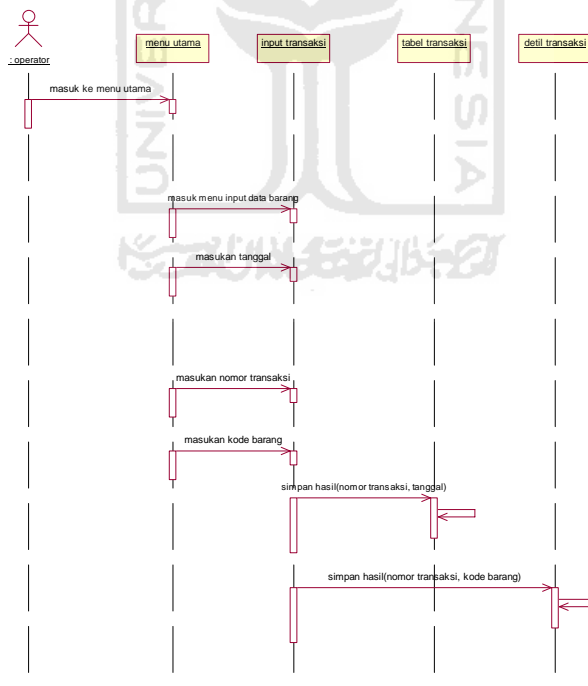 : operator
menu utama
input transaksi
tabel transaksi
detil transaksi
masuk ke menu utama
masuk menu input data barang
masukan tanggal
masukan nomor transaksi
masukan kode barang
simpan hasil(nomor transaksi, tanggal)
simpan hasil(nomor transaksi, kode barang)